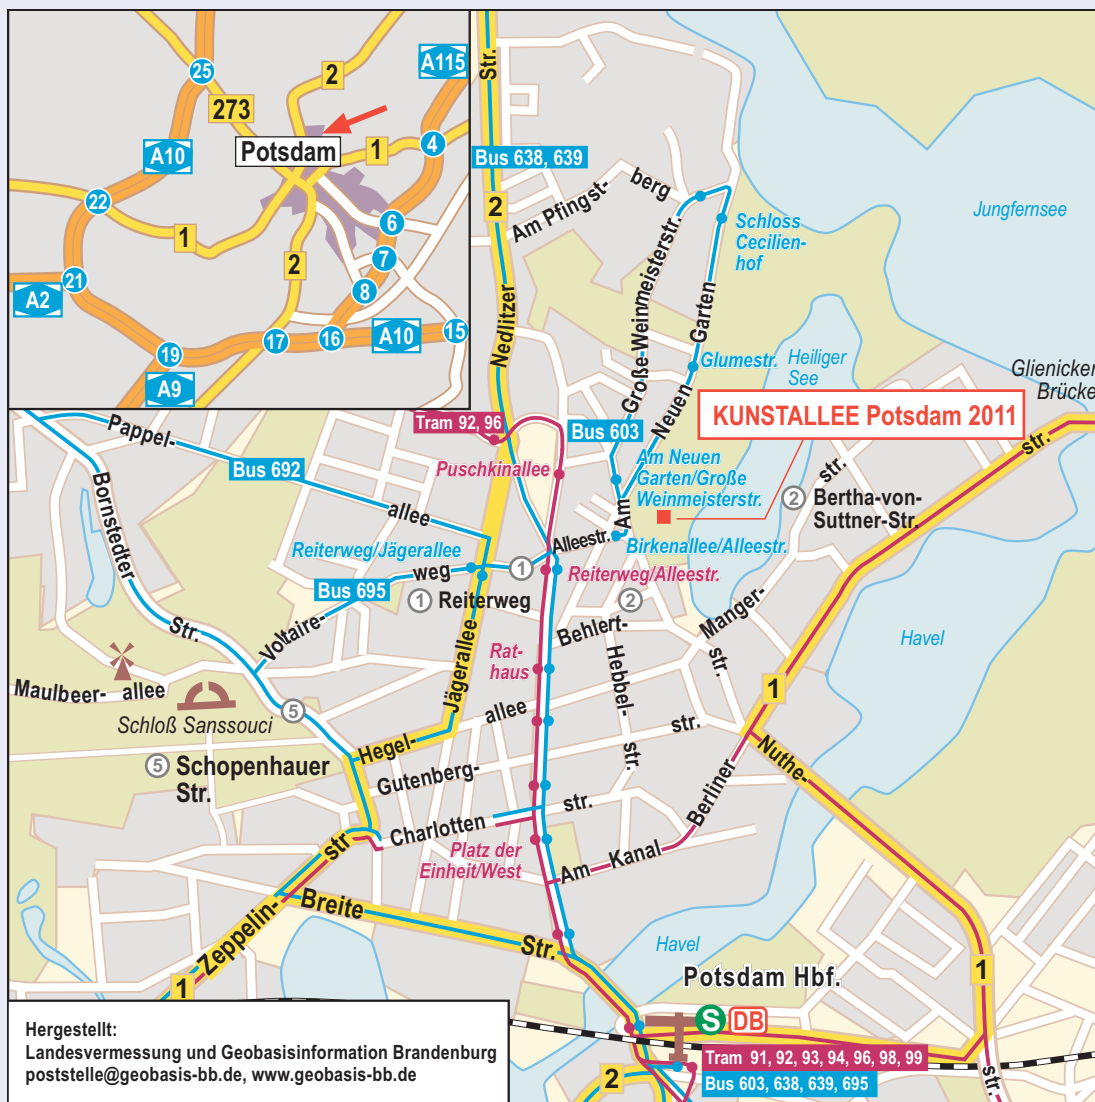 25
2
A115
273
1
4
A10
Potsdam
22
6
1
2
7
21
8
A2
19
17
16
A10
15
A9
Str.
Bus 638, 639
2
Am Pfingst-
berg
Große-Weinmeisterstr.
Schloss
Cecilien-
hof
Jungfernsee
Nedlitzer
Garten
Neuen
Am
Glumestr.
Heiliger
See
Glienicker
Brücke
KUNSTALLEE Potsdam 2011
Tram 92, 96
Bus 603
Puschkinallee
Am Neuen
Garten/Große
Weinmeisterstr.
str.
str.
2 Bertha-von-
Suttner-Str.
Pappel-
Bus 692
allee
Bornstedter
Str.
Reiterweg/Jägerallee
Alleestr.
Birkenallee/Alleestr.
weg
1
Bus 695
1 Reiterweg
Reiterweg/Alleestr.
2
Voltaire-
Behlert-
Manger-
str.
Havel
Rat-
haus
Hebbel-
str.
Jägerallee
Maulbeer- allee
Schloß Sanssouci
5
5 Schopenhauer
Str.
Hegel-
allee
Gutenberg-
str.
1
Nuthe-
Berliner
Charlotten
str.
str
Platz der
Einheit/West
Am Kanal
Zeppelin-
Breite
Str.
1
Havel
Potsdam Hbf.
1
S
DB
Tram 91, 92, 93, 94, 96, 98, 99
Bus 603, 638, 639, 695
2
str.
Hergestellt:
Landesvermessung und Geobasisinformation Brandenburg
poststelle@geobasis-bb.de, www.geobasis-bb.de